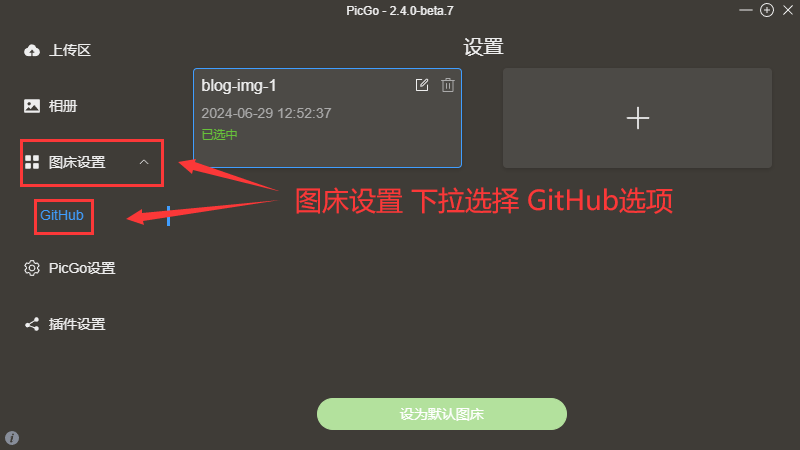 PicGo - 2.4.0-beta.7
上传区
相册
图床设置
GitHub
PicGo设置
插件设置
设置
blog-img-1
2024-06-29 12:52:37
已选中
图床设置 下拉选择 GitHub选项
设为默认图床